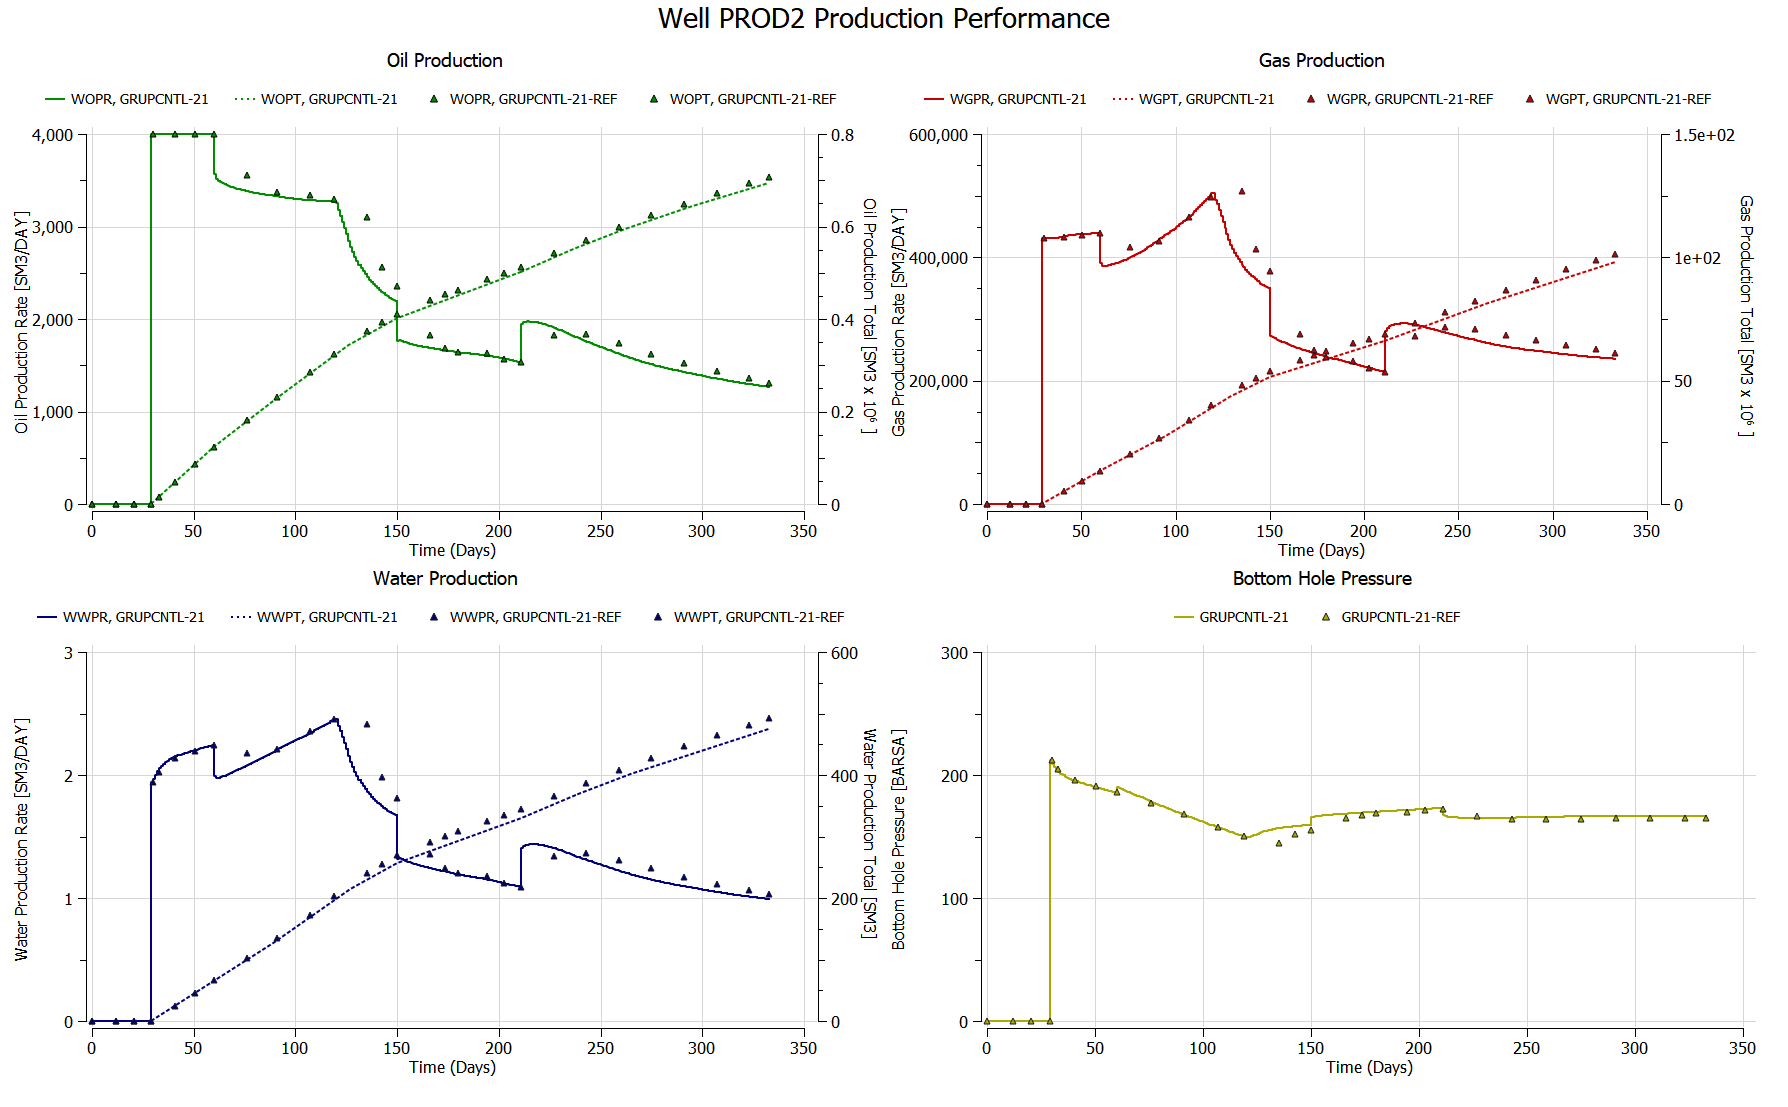 Well PROD2 Production Performance
Oil Production
WOPR, GRUPCNTL-21 WOPT, GRUPCNTL-21 WOPR, GRUPCNTL-21-REF WOPT, GRUPCNTL-21-REF
4,000
3,000
2,000
1,000
0
Oil Production Rate [SM3/DAY]
0.8
0.6
0.4
0.2
0
Oil Production Total [SM3 x 10⁶ ]
0 50 100 150 200 250 300 350
Time (Days)
Gas Production
WGPR, GRUPCNTL-21 WGPT, GRUPCNTL-21 WGPR, GRUPCNTL-21-REF WGPT, GRUPCNTL-21-REF
600,000
400,000
200,000
0
Gas Production Rate [SM3/DAY]
1.5e+02
1e+02
50
0
Gas Production Total [SM3 x 10⁶ ]
0 50 100 150 200 250 300 350
Time (Days)
Water Production
WWPR, GRUPCNTL-21 WWPT, GRUPCNTL-21 WWPR, GRUPCNTL-21-REF WWPT, GRUPCNTL-21-REF
3
2
1
0
Water Production Rate [SM3/DAY]
600
400
200
0
Water Production Total [SM3]
0 50 100 150 200 250 300 350
Time (Days)
Bottom Hole Pressure
GRUPCNTL-21 GRUPCNTL-21-REF
300
200
100
0
Bottom Hole Pressure [BARSA]
0 50 100 150 200 250 300 350
Time (Days)